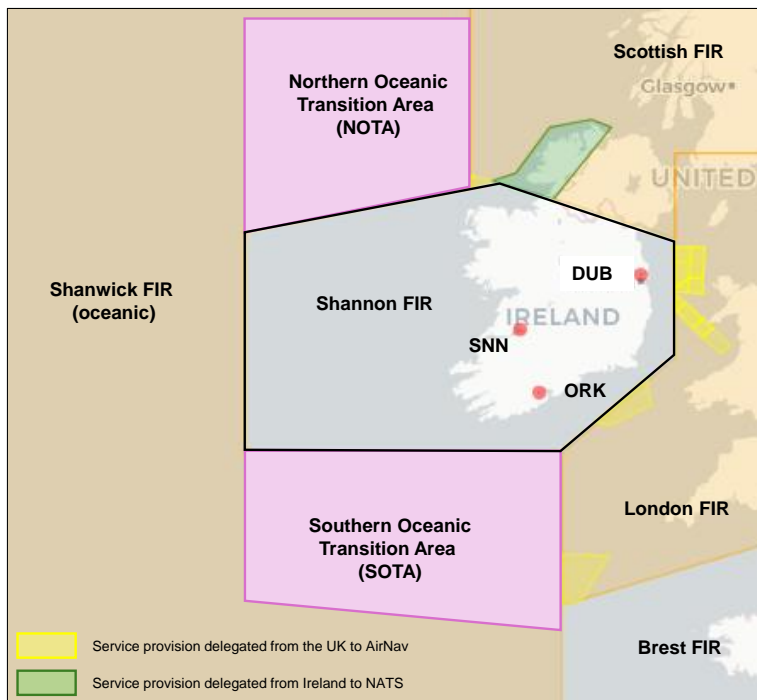 Scottish FIR
Glasgow
Northern Oceanic
Transition Area
(NOTA)
UNITED
DUB
Shanwick FIR
(oceanic)
Shannon FIR
IRELAND
SNN
ORK
London FIR
Southern Oceanic
Transition Area
(SOTA)
Service provision delegated from the UK to AirNav
Brest FIR
Service provision delegated from Ireland to NATS